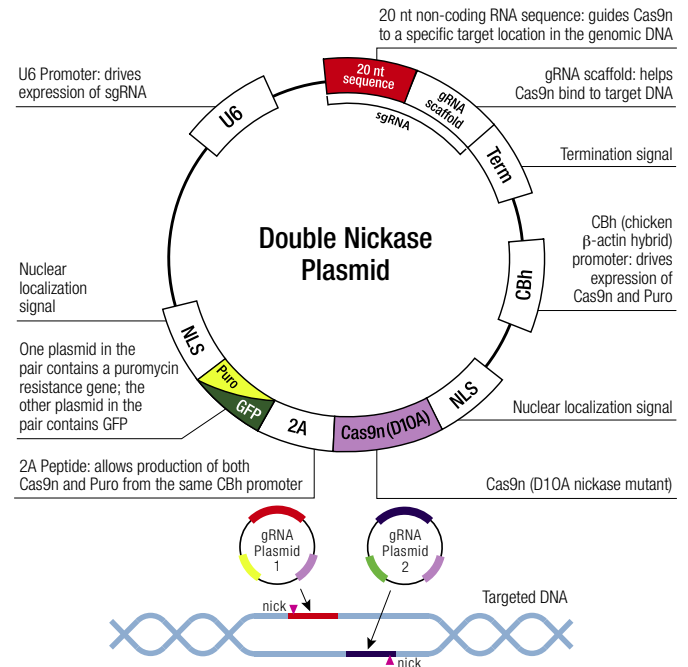 20 nt non-coding RNA sequence: guides Cas9n
to a specific target location in the genomic DNA
U6 Promoter: drives
expression of sgRNA
gRNA scaffold: helps
Cas9n bind to target DNA
20 nt
sequence
gRNA
scaffold
sgRNA
U6
Term
Termination signal
Double Nickase
Plasmid
CBh (chicken
β-actin hybrid)
promoter: drives
expression of
Cas9n and Puro
CBh
Nuclear
localization
signal
NLS
One plasmid in the
pair contains a puromycin
resistance gene; the
other plasmid in the
pair contains GFP
Puro
GFP
2A
Cas9n (D10A)
NLS
Nuclear localization signal
2A Peptide: allows production of both
Cas9n and Puro from the same CBh promoter
Cas9n (D10A nickase mutant)
gRNA
Plasmid
1
gRNA
Plasmid
2
nick
Targeted DNA
nick